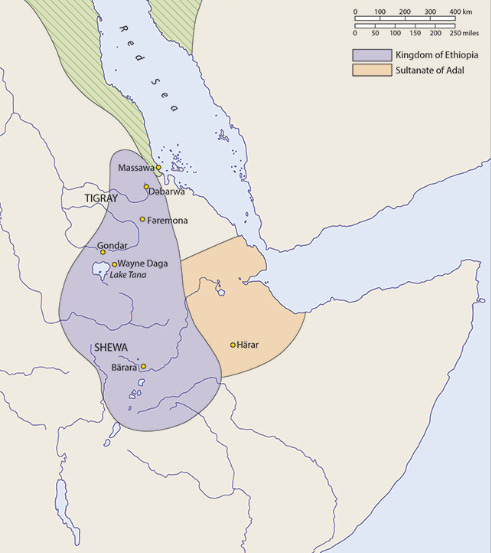 0 100 200 300 400 km
0 50 100 150 200 250 miles
Kingdom of Ethiopia
Sultanate of Adal
Red Sea
Massawa
Dabarwa
TIGRAY
Faremona
Gondar
Wayne Daga
Lake Tana
SHEWA
Härar
Bärara